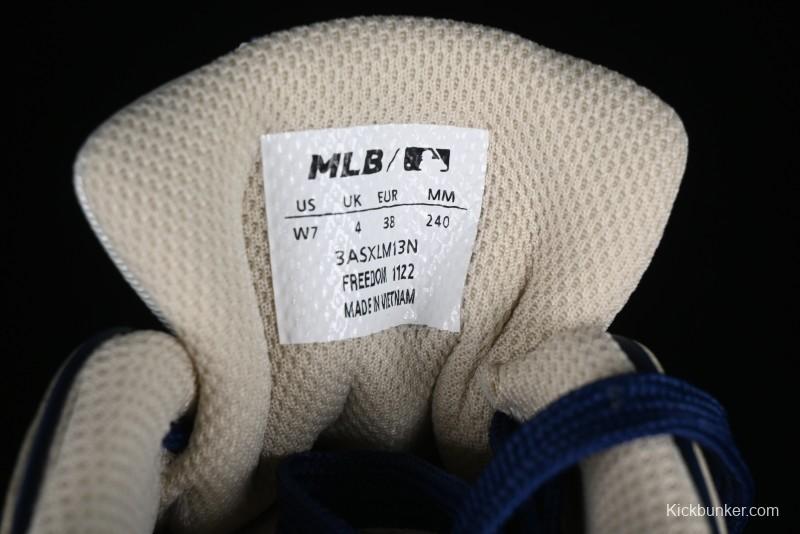 MLB/
US UK EUR MM
W7 4 38 240
3ASXLM13N
FREEDOM 1122
MADE IN VIETNAM
Kickbunker.com